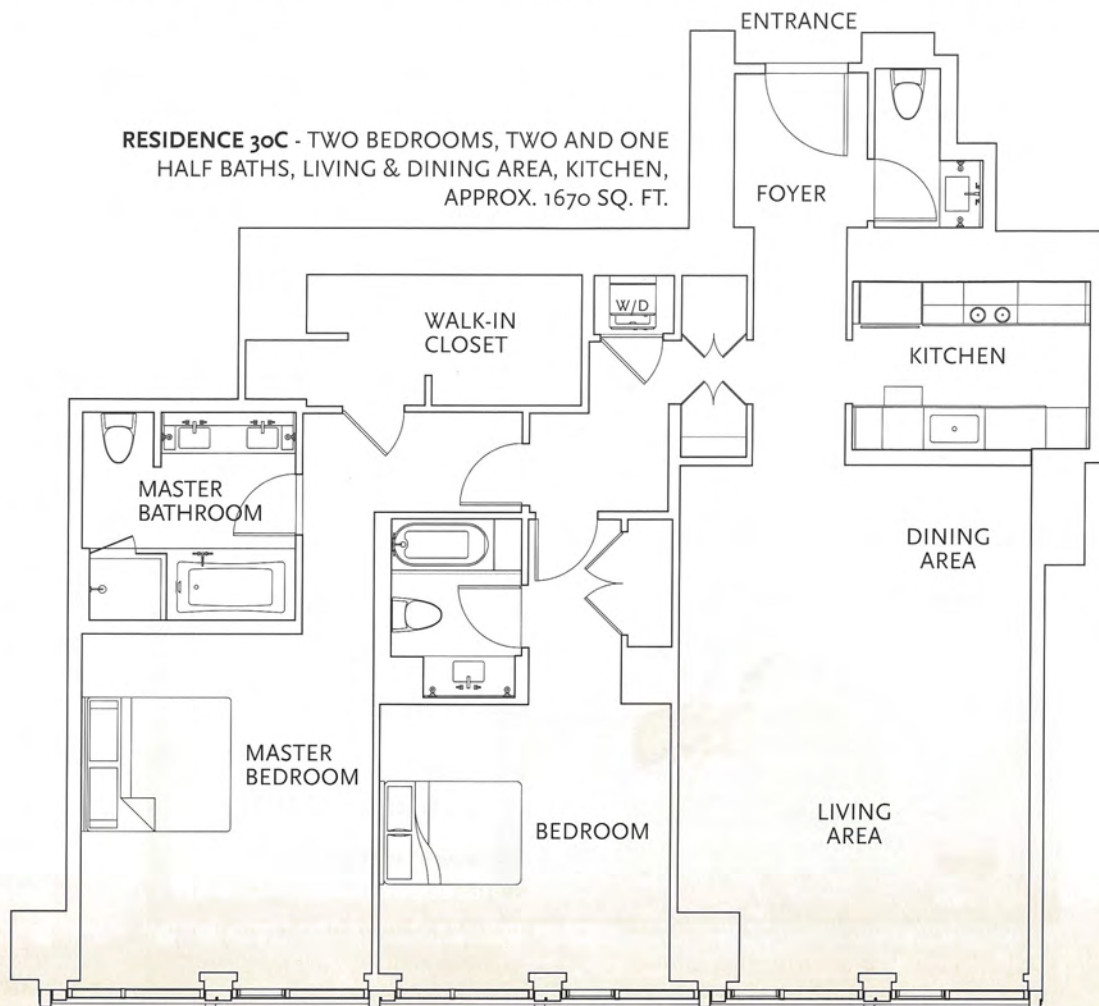 ENTRANCE
RESIDENCE 30C - TWO BEDROOMS, TWO AND ONE
HALF BATHS, LIVING & DINING AREA, KITCHEN,
APPROX. 1670 SQ. FT.
FOYER
W/D
WALK-IN
CLOSET
KITCHEN
MASTER
BATHROOM
DINING
AREA
MASTER
BEDROOM
BEDROOM
LIVING
AREA